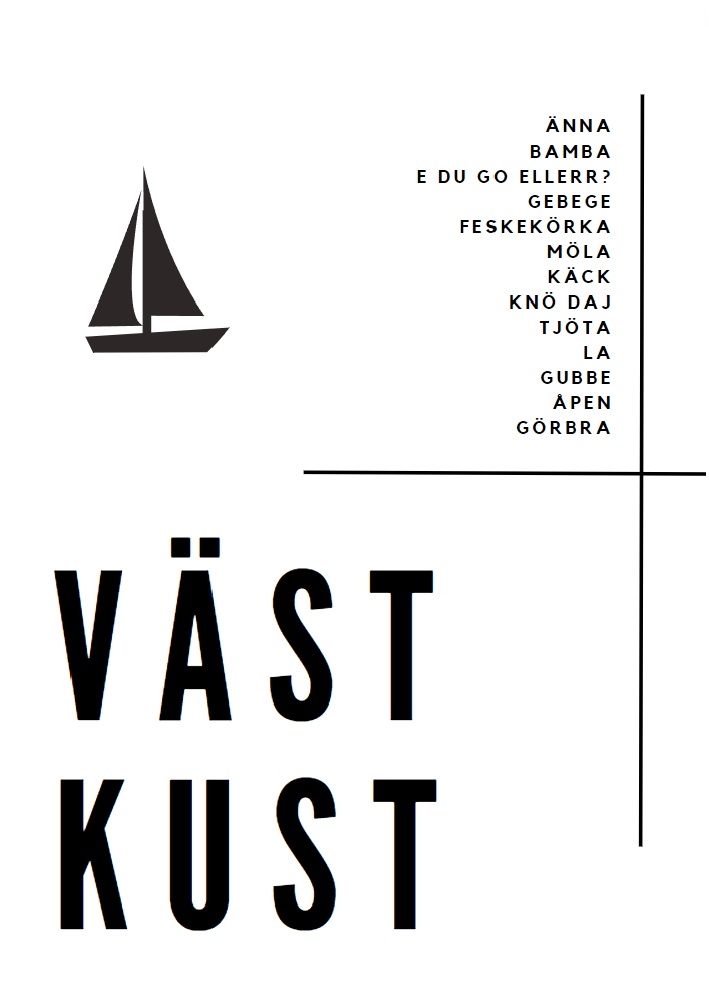 ÄNNA
BAMBA
E DU GO ELLERR?
GEBEGE
FESKEKÖRKA
MÖLA
KÄCK
KNÖ DAJ
TJÖTA
LA
GUBBE
ÅPEN
GÖRBRA
VÄST
KUST